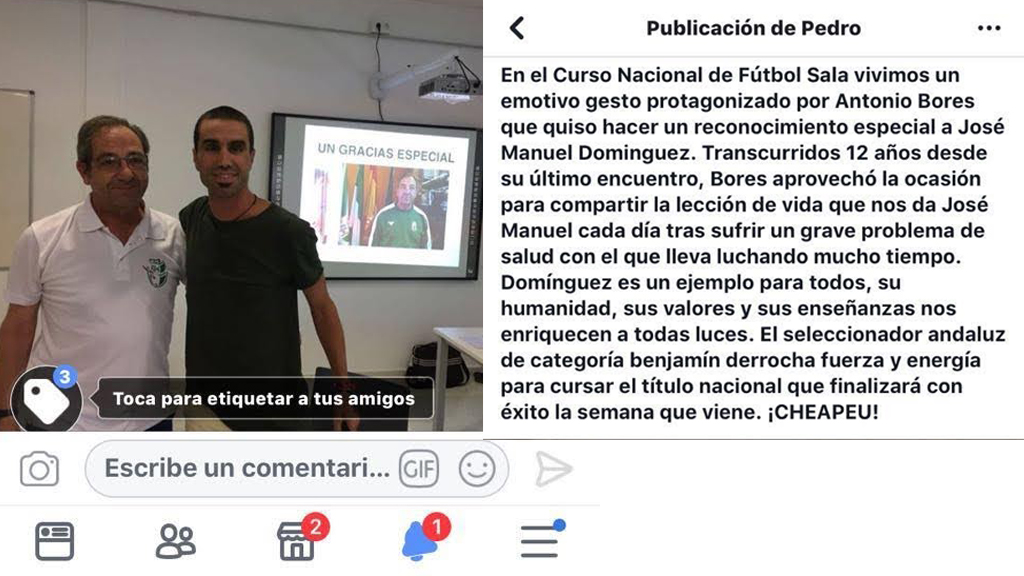 UN GRACIAS ESPECIAL
3
Toca para etiquetar a tus amigos
Escribe un comentari...
GIF
2
1
Publicación de Pedro
En el Curso Nacional de Fútbol Sala vivimos un
emotivo gesto protagonizado por Antonio Bores
que quiso hacer un reconocimiento especial a José
Manuel Dominguez. Transcurridos 12 años desde
su último encuentro, Bores aprovechó la ocasión
para compartir la lección de vida que nos da José
Manuel cada día tras sufrir un grave problema de
salud con el que lleva luchando mucho tiempo.
Domínguez es un ejemplo para todos, su
humanidad, sus valores y sus enseñanzas nos
enriquecen a todas luces. El seleccionador andaluz
de categoría benjamín derrocha fuerza y energía
para cursar el título nacional que finalizará con
éxito la semana que viene. ¡CHEAPEU!